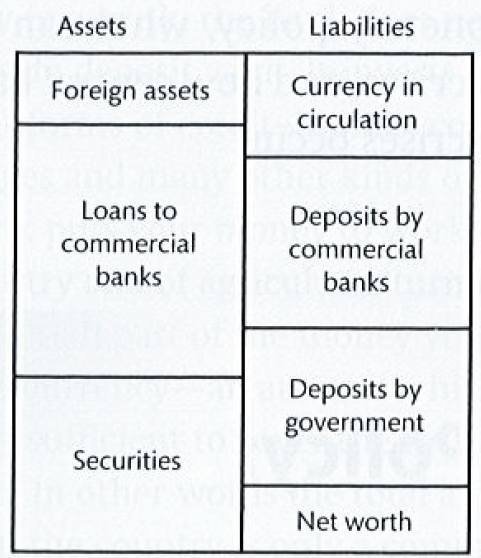 Assets
Liabilities
Foreign assets
Currency in
circulation
Loans to
commercial
banks
Deposits by
commercial
banks
Securities
Deposits by
government
Net worth